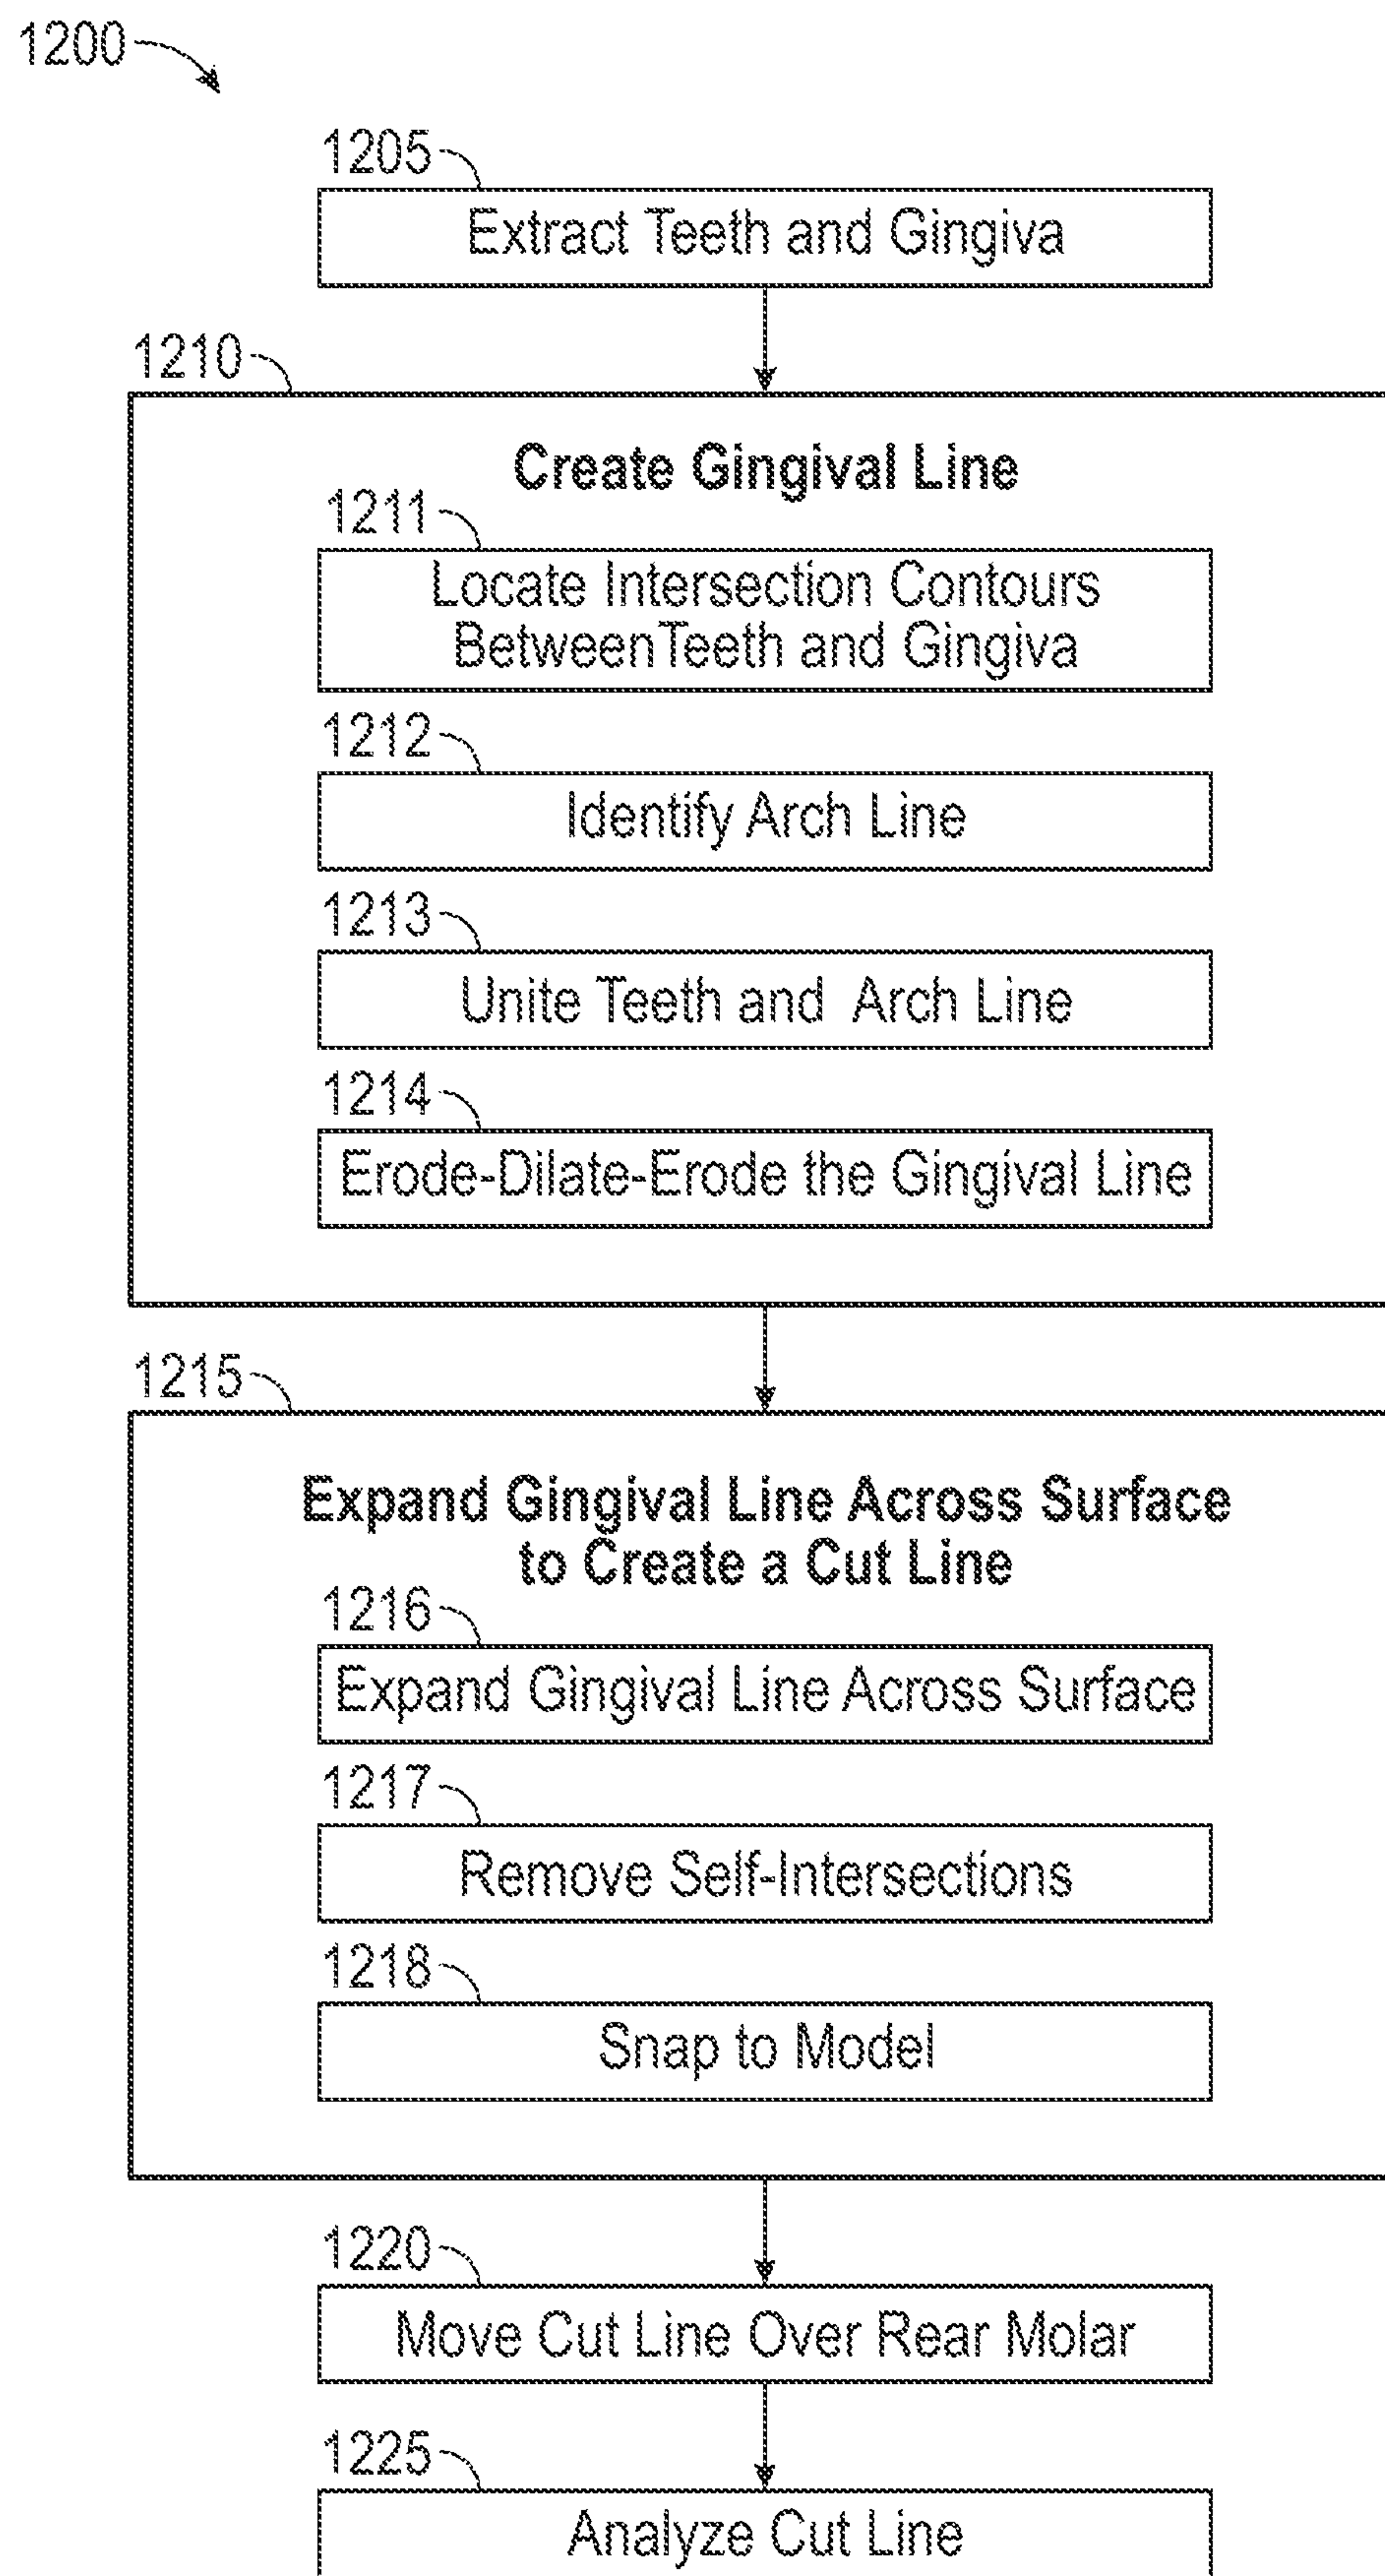 1200
1205
Extract Teeth and Gingiva
1210
Create Gingival Line
1211
Locate Intersection Contours
BetweenTeeth and Gingiva
1212
Identify Arch Line
1213
Unite Teeth and Arch Line
1214
Erode-Dilate-Erode the Gingival Line
1215
Expand Gingival Line Across Surface
to Create a Cut Line
1216
Expand Gingival Line Across Surface
1217
Remove Self-Intersections
1218
Snap to Model
1220
Move Cut Line Over Rear Molar
1225
Analyze Cut Line